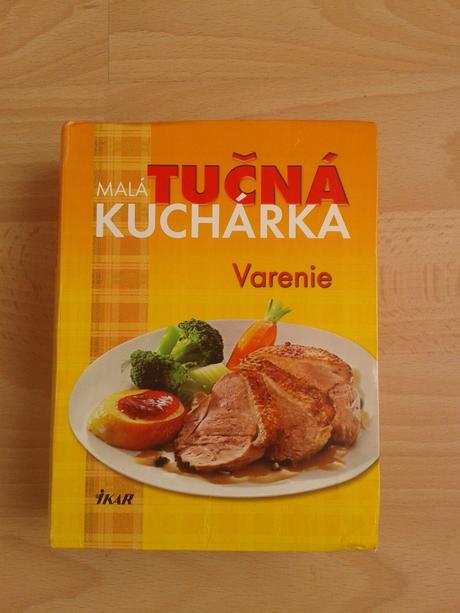 MALÁ TUČNÁ
KUCHÁRKA
Varenie
IKAR